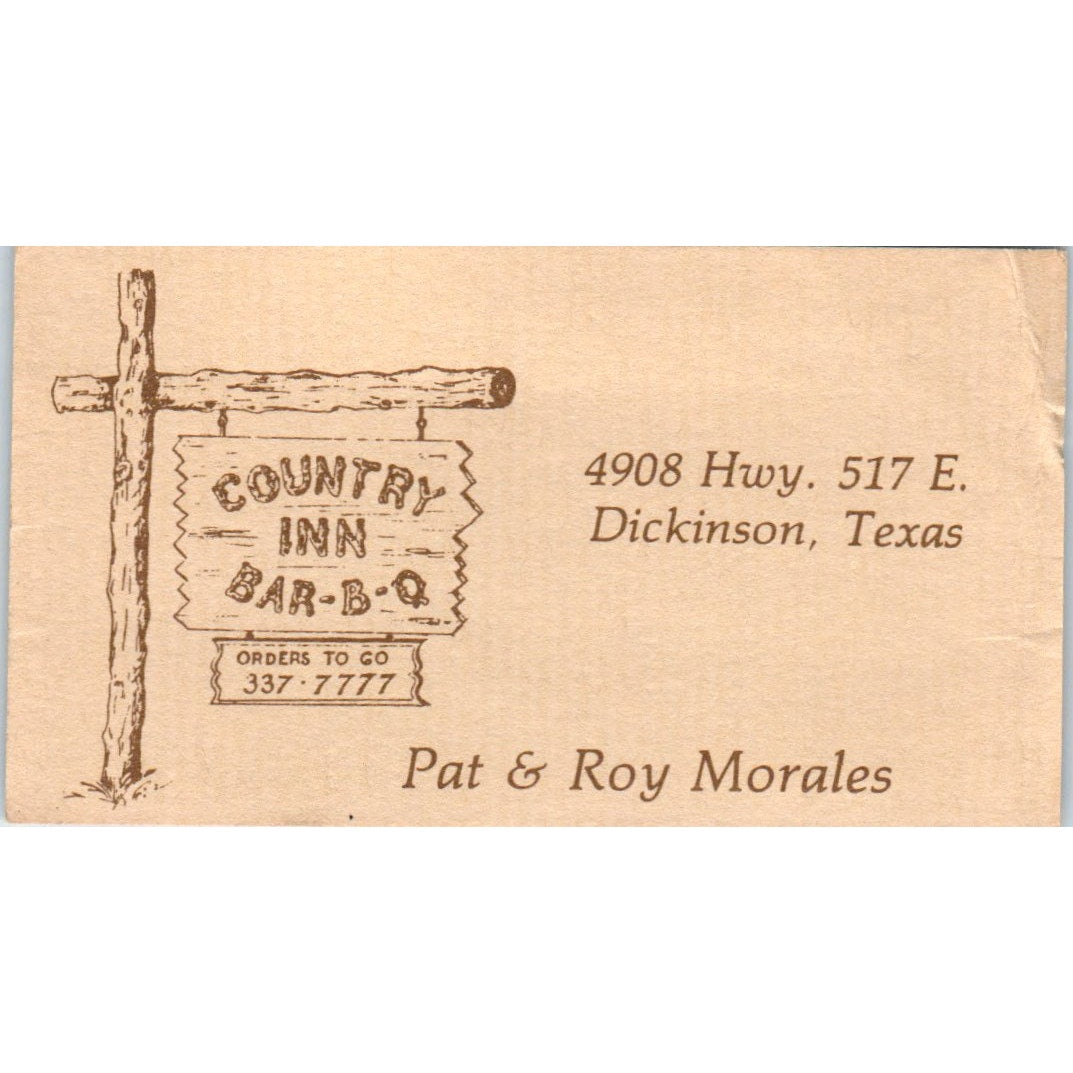 COUNTRY
INN
BAR-B-Q
ORDERS TO GO
337·7777
4908 Hwy. 517 E.
Dickinson, Texas
Pat & Roy Morales